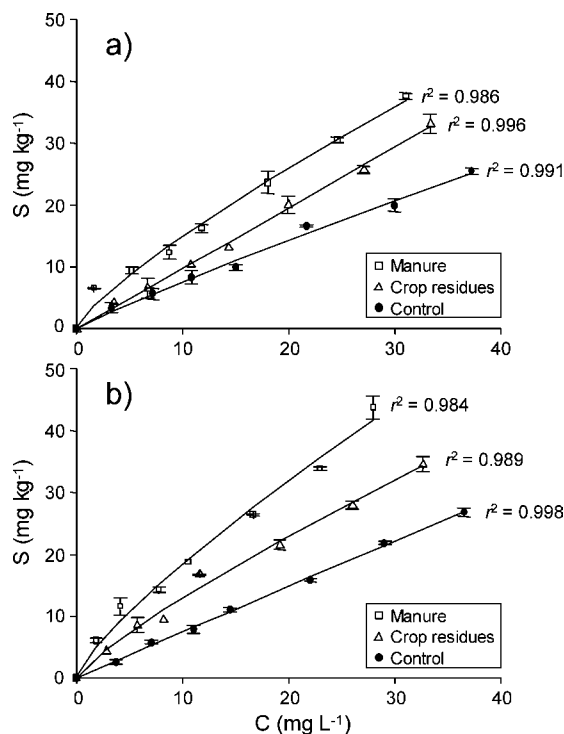 a)
50
40
30
20
10
0
S (mg kg⁻¹)
r² = 0.986
r² = 0.996
r² = 0.991
Manure
Crop residues
Control
0 10 20 30 40
b)
50
40
30
20
10
0
S (mg kg⁻¹)
r² = 0.984
r² = 0.989
r² = 0.998
Manure
Crop residues
Control
0 10 20 30 40
C (mg L⁻¹)